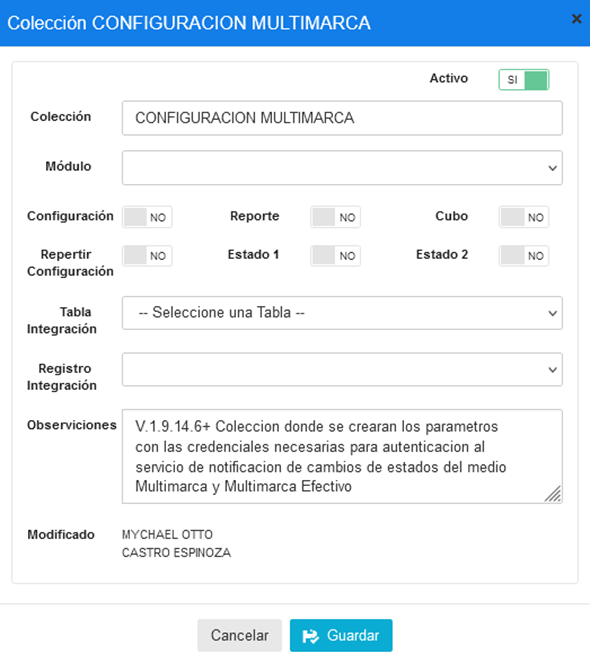 Colección CONFIGURACION MULTIMARCA ×
Activo SI
Colección CONFIGURACION MULTIMARCA
Módulo
Configuración NO Reporte NO Cubo NO
Repertir
Configuración NO Estado 1 NO Estado 2 NO
Tabla
Integración -- Seleccione una Tabla --
Registro
Integración
Observiciones V.1.9.14.6+ Coleccion donde se crearan los parametros
con las credenciales necesarias para autenticacion al
servicio de notificacion de cambios de estados del medio
Multimarca y Multimarca Efectivo
Modificado MYCHAEL OTTO
CASTRO ESPINOZA
Cancelar Guardar